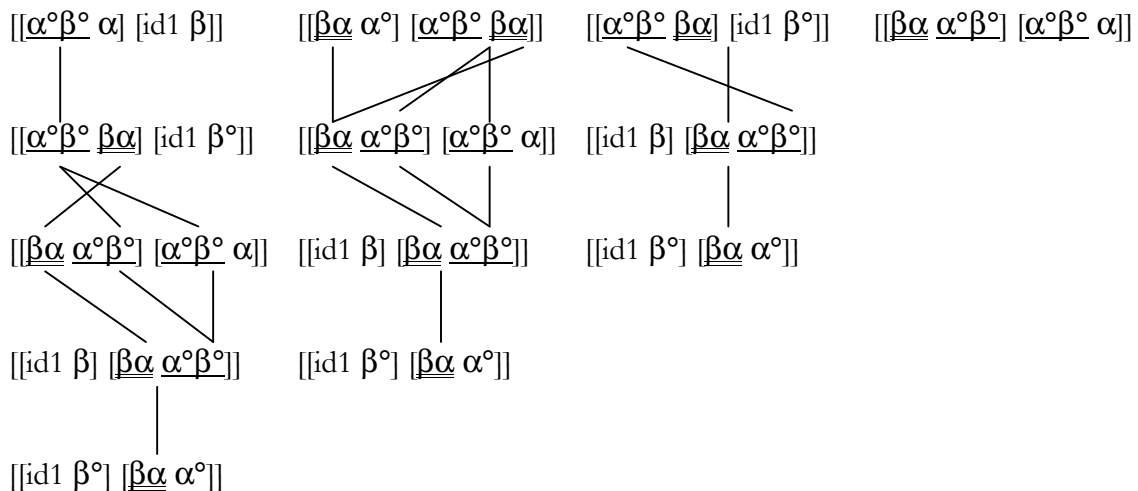 [[α°β° α] [id1 β]] [[βα α°] [α°β° βα]] [[α°β° βα] [id1 β°]] [[βα α°β°] [α°β° α]]
[[α°β° βα] [id1 β°]] [[βα α°β°] [α°β° α]] [[id1 β] [βα α°β°]]
[[βα α°β°] [α°β° α]] [[id1 β] [βα α°β°]] [[id1 β°] [βα α°]]
[[id1 β] [βα α°β°]] [[id1 β°] [βα α°]]
[[id1 β°] [βα α°]]